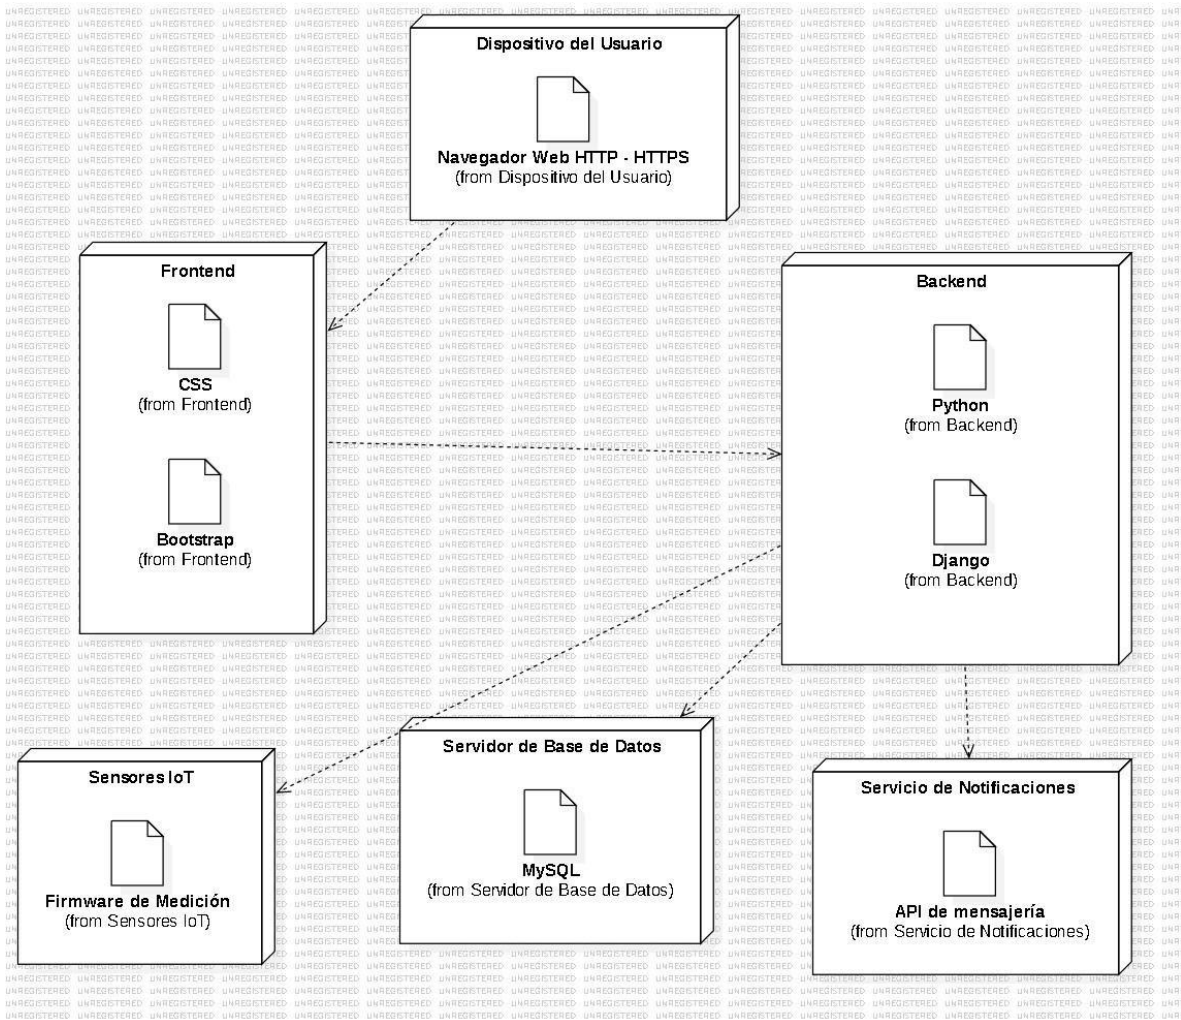 Dispositivo del Usuario
Navegador Web HTTP - HTTPS
(from Dispositivo del Usuario)
Frontend
CSS
(from Frontend)
Bootstrap
(from Frontend)
Backend
Python
(from Backend)
Django
(from Backend)
Sensores IoT
Firmware de Medición
(from Sensores IoT)
Servidor de Base de Datos
MySQL
(from Servidor de Base de Datos)
Servicio de Notificaciones
API de mensajería
(from Servicio de Notificaciones)
UNREGISTERED